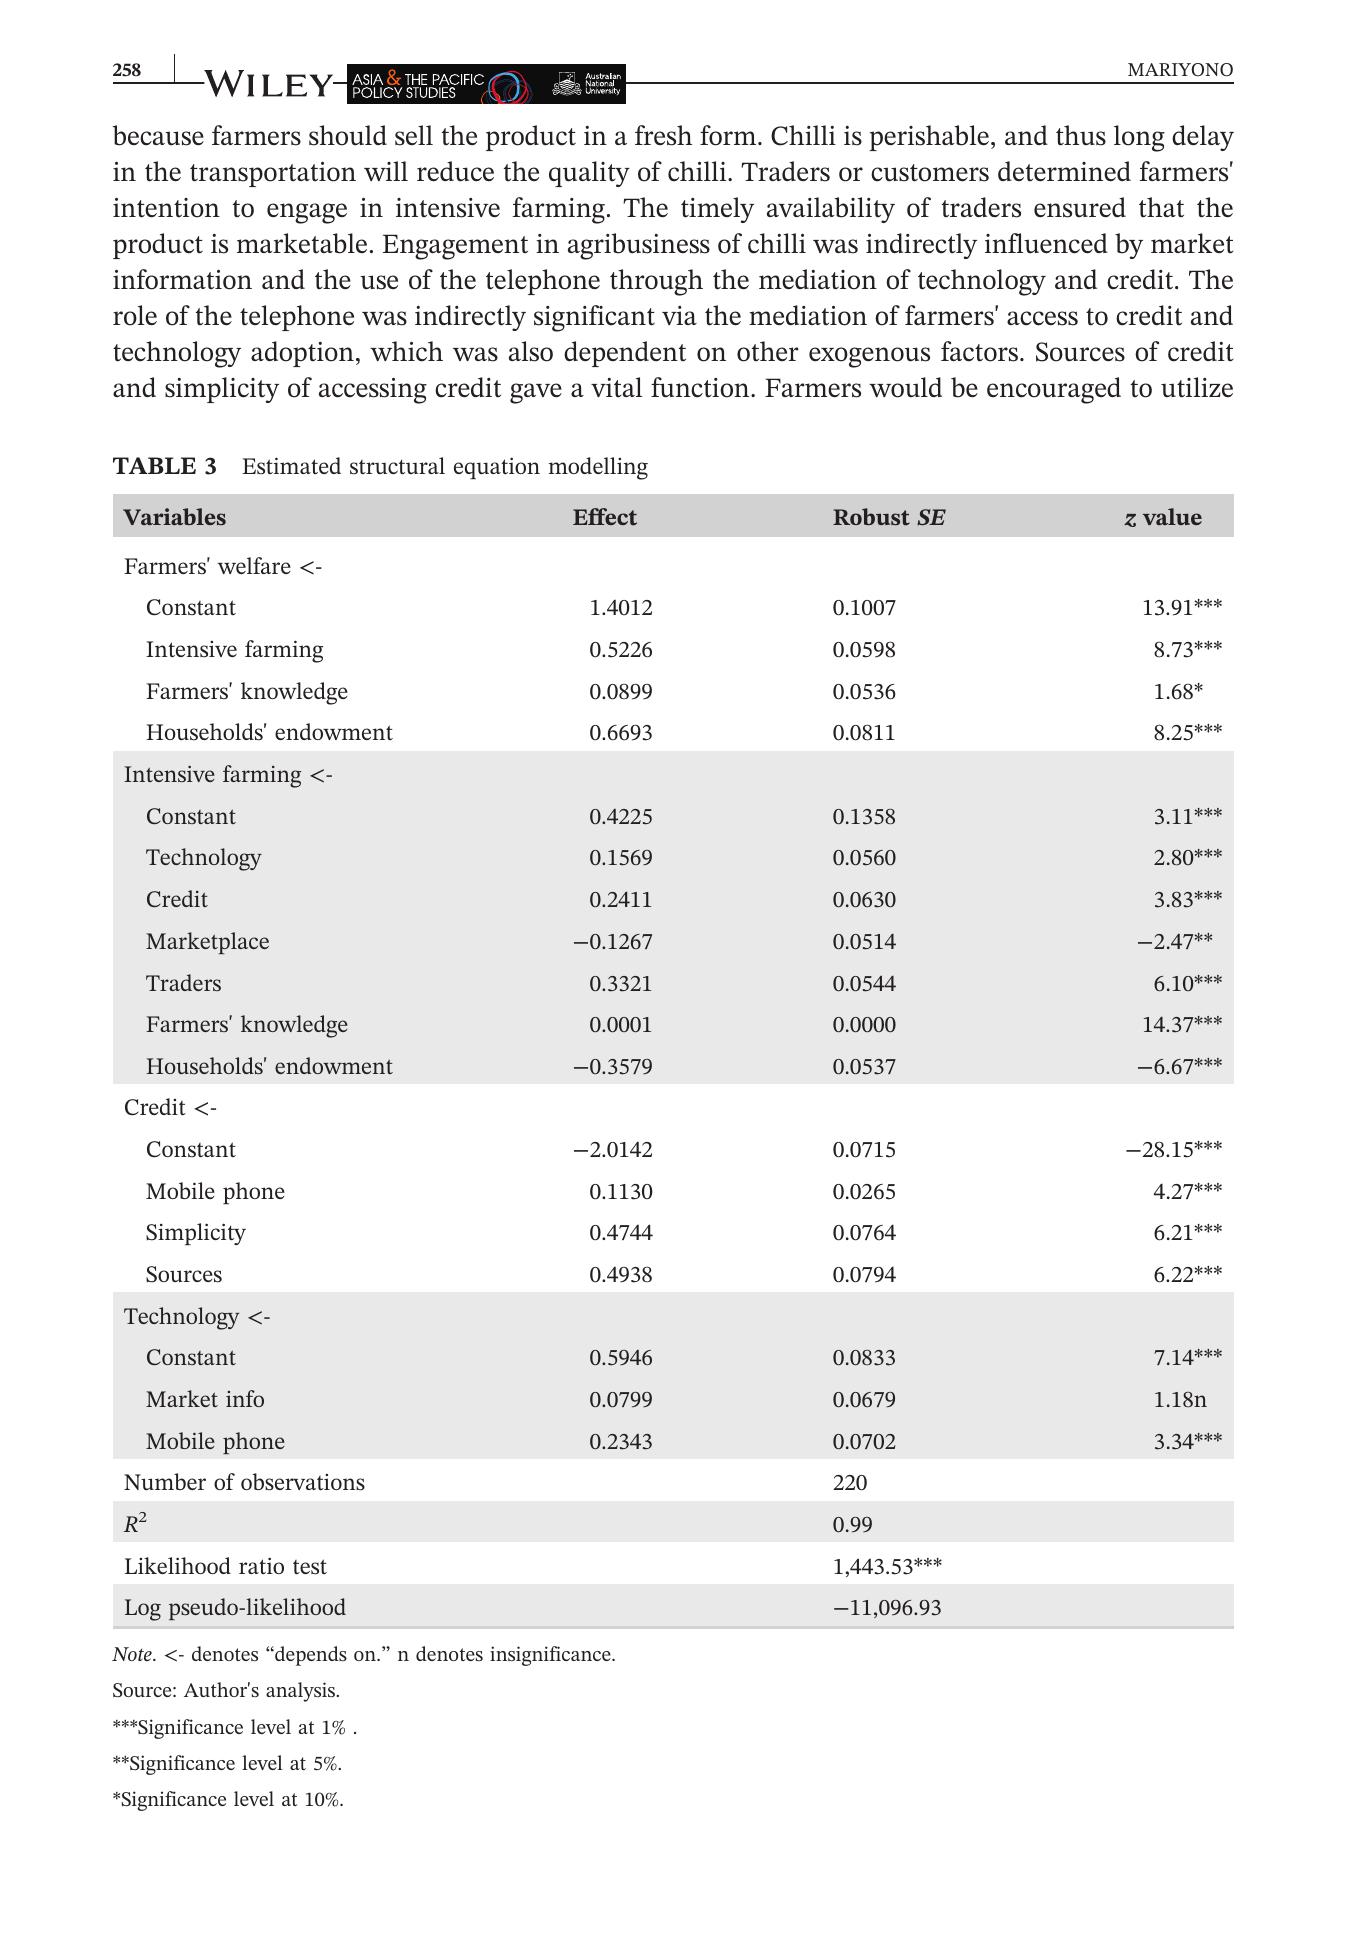 258
WILEY
ASIA & THE PACIFIC
POLICY STUDIES
Australian
National
University
MARIYONO
because farmers should sell the product in a fresh form. Chilli is perishable, and thus long delay
in the transportation will reduce the quality of chilli. Traders or customers determined farmers'
intention to engage in intensive farming. The timely availability of traders ensured that the
product is marketable. Engagement in agribusiness of chilli was indirectly influenced by market
information and the use of the telephone through the mediation of technology and credit. The
role of the telephone was indirectly significant via the mediation of farmers' access to credit and
technology adoption, which was also dependent on other exogenous factors. Sources of credit
and simplicity of accessing credit gave a vital function. Farmers would be encouraged to utilize
TABLE 3 Estimated structural equation modelling
Variables Effect Robust SE z value
Farmers' welfare <-
Constant 1.4012 0.1007 13.91***
Intensive farming 0.5226 0.0598 8.73***
Farmers' knowledge 0.0899 0.0536 1.68*
Households' endowment 0.6693 0.0811 8.25***
Intensive farming <-
Constant 0.4225 0.1358 3.11***
Technology 0.1569 0.0560 2.80***
Credit 0.2411 0.0630 3.83***
Marketplace −0.1267 0.0514 −2.47**
Traders 0.3321 0.0544 6.10***
Farmers' knowledge 0.0001 0.0000 14.37***
Households' endowment −0.3579 0.0537 −6.67***
Credit <-
Constant −2.0142 0.0715 −28.15***
Mobile phone 0.1130 0.0265 4.27***
Simplicity 0.4744 0.0764 6.21***
Sources 0.4938 0.0794 6.22***
Technology <-
Constant 0.5946 0.0833 7.14***
Market info 0.0799 0.0679 1.18n
Mobile phone 0.2343 0.0702 3.34***
Number of observations 220
R² 0.99
Likelihood ratio test 1,443.53***
Log pseudo-likelihood −11,096.93
Note. <- denotes “depends on.” n denotes insignificance.
Source: Author's analysis.
***Significance level at 1% .
**Significance level at 5%.
*Significance level at 10%.